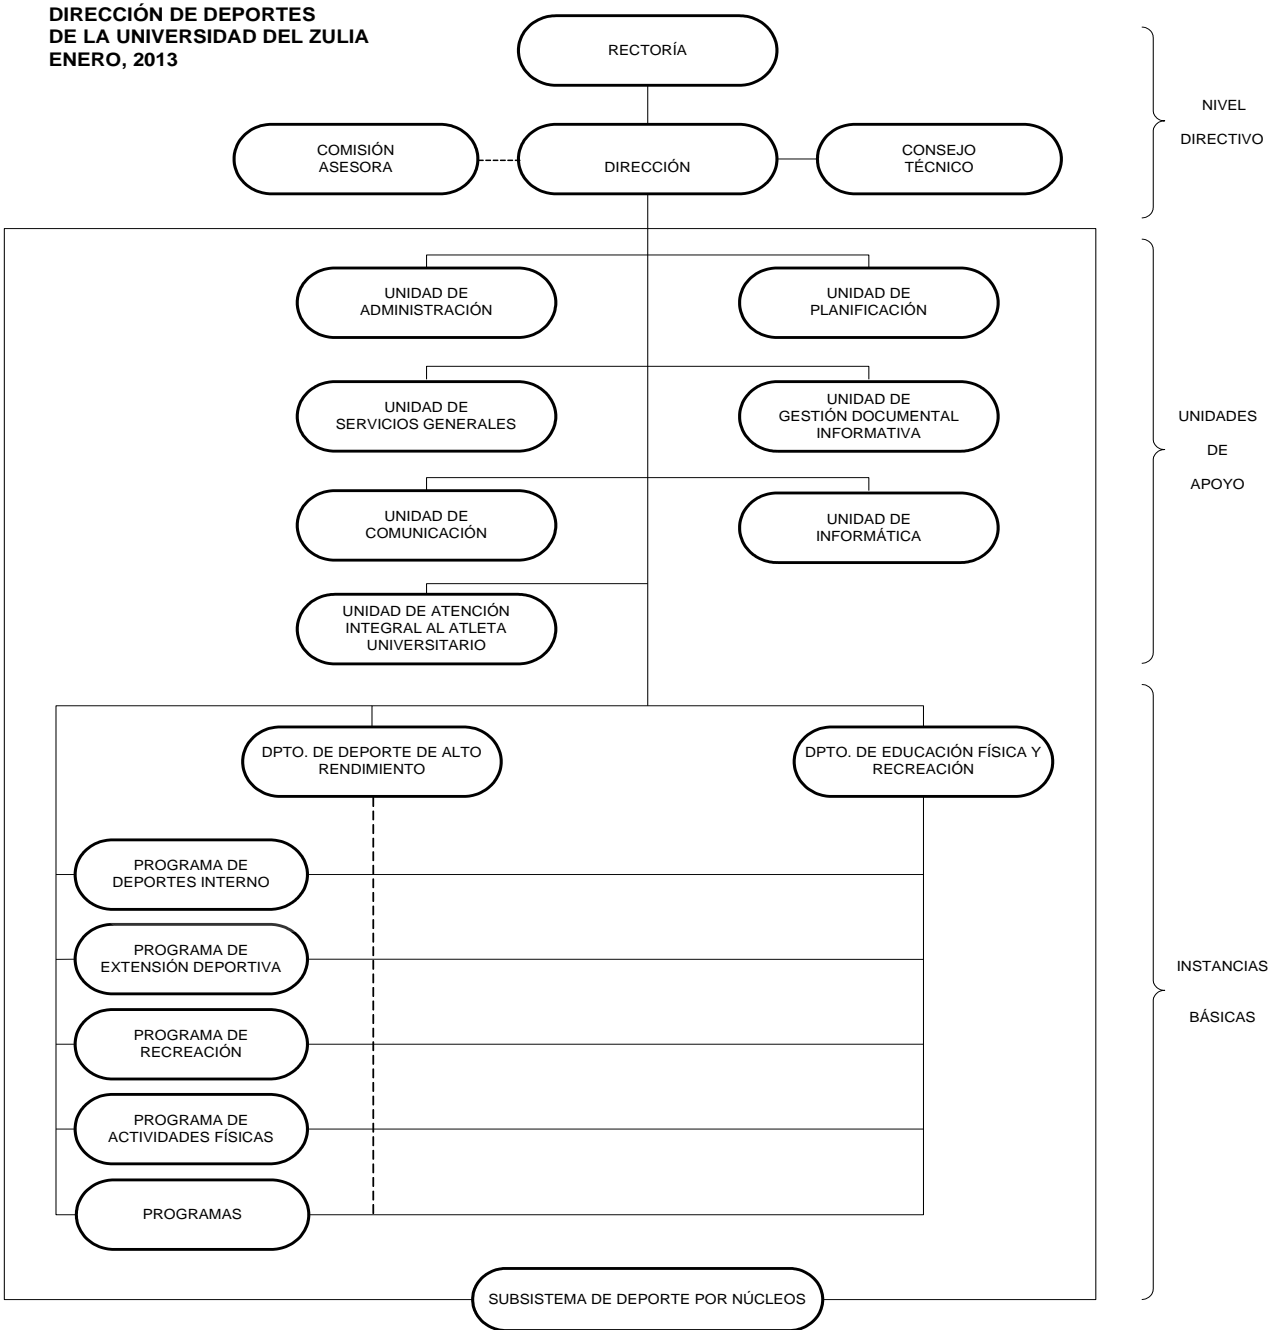 DIRECCIÓN DE DEPORTES
DE LA UNIVERSIDAD DEL ZULIA
ENERO, 2013
RECTORÍA
COMISIÓN
ASESORA
DIRECCIÓN
CONSEJO
TÉCNICO
NIVEL
DIRECTIVO
UNIDAD DE
ADMINISTRACIÓN
UNIDAD DE
PLANIFICACIÓN
UNIDAD DE
SERVICIOS GENERALES
UNIDAD DE
GESTIÓN DOCUMENTAL
INFORMATIVA
UNIDAD DE
COMUNICACIÓN
UNIDAD DE
INFORMÁTICA
UNIDAD DE ATENCIÓN
INTEGRAL AL ATLETA
UNIVERSITARIO
UNIDADES
DE
APOYO
DPTO. DE DEPORTE DE ALTO
RENDIMIENTO
DPTO. DE EDUCACIÓN FÍSICA Y
RECREACIÓN
PROGRAMA DE
DEPORTES INTERNO
PROGRAMA DE
EXTENSIÓN DEPORTIVA
PROGRAMA DE
RECREACIÓN
PROGRAMA DE
ACTIVIDADES FÍSICAS
PROGRAMAS
INSTANCIAS
BÁSICAS
SUBSISTEMA DE DEPORTE POR NÚCLEOS